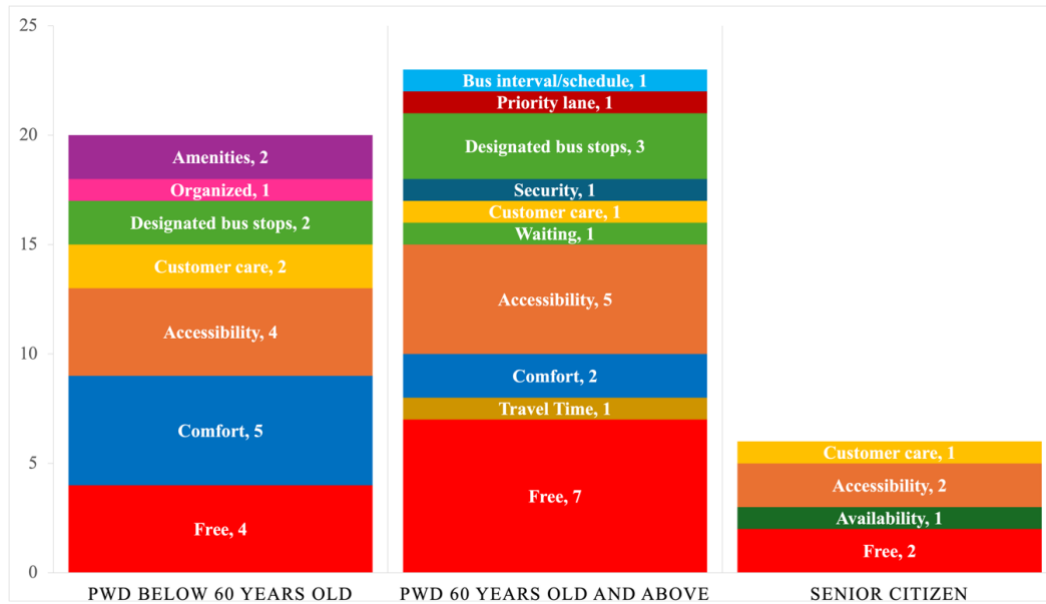 25
20
15
10
5
0
Amenities, 2
Organized, 1
Designated bus stops, 2
Customer care, 2
Accessibility, 4
Comfort, 5
Free, 4
PWD BELOW 60 YEARS OLD
Bus interval/schedule, 1
Priority lane, 1
Designated bus stops, 3
Security, 1
Customer care, 1
Waiting, 1
Accessibility, 5
Comfort, 2
Travel Time, 1
Free, 7
PWD 60 YEARS OLD AND ABOVE
Customer care, 1
Accessibility, 2
Availability, 1
Free, 2
SENIOR CITIZEN